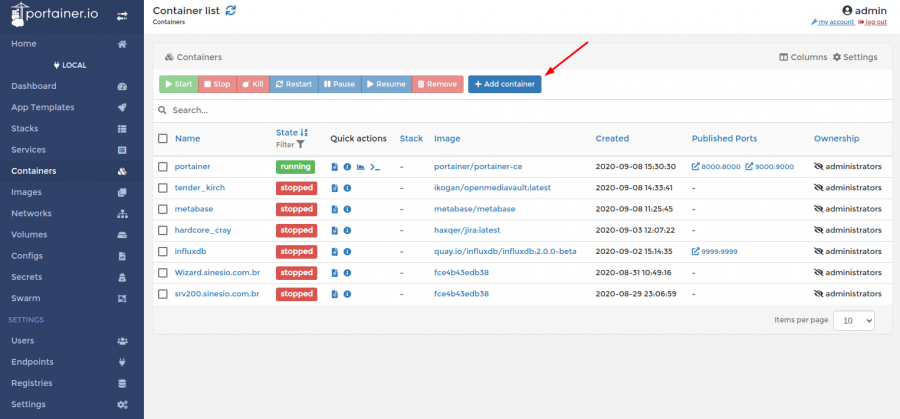 portainer.io
Container list
Containers
admin
my account log out
Home
LOCAL
Dashboard
App Templates
Stacks
Services
Containers
Images
Networks
Volumes
Configs
Secrets
Swarm
SETTINGS
Users
Endpoints
Registries
Settings
Containers
Columns Settings
Start Stop Kill Restart Pause Resume Remove + Add container
Search...
Name State Filter Quick actions Stack Image Created Published Ports Ownership
portainer running - portainer/portainer-ce 2020-09-08 15:30:30 8000:8000 9000:9000 administrators
tender_kirch stopped - ikogan/openmediavault:latest 2020-09-08 14:33:41 - administrators
metabase stopped - metabase/metabase 2020-09-08 11:25:45 - administrators
hardcore_cray stopped - haxqer/jira:latest 2020-09-03 12:07:22 - administrators
influxdb stopped - quay.io/influxdb/influxdb:2.0.0-beta 2020-09-02 15:14:35 9999:9999 administrators
Wizard.sinesio.com.br stopped - fce4b43edb38 2020-08-31 10:49:16 - administrators
srv200.sinesio.com.br stopped - fce4b43edb38 2020-08-29 23:06:59 - administrators
Items per page 10